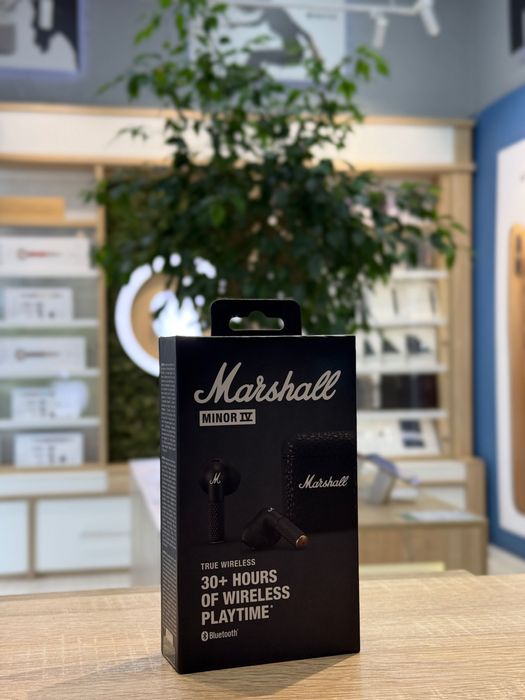 Marshall
MINOR IV
M
Marshall
TRUE WIRELESS
30+ HOURS
OF WIRELESS
PLAYTIME*
Bluetooth®